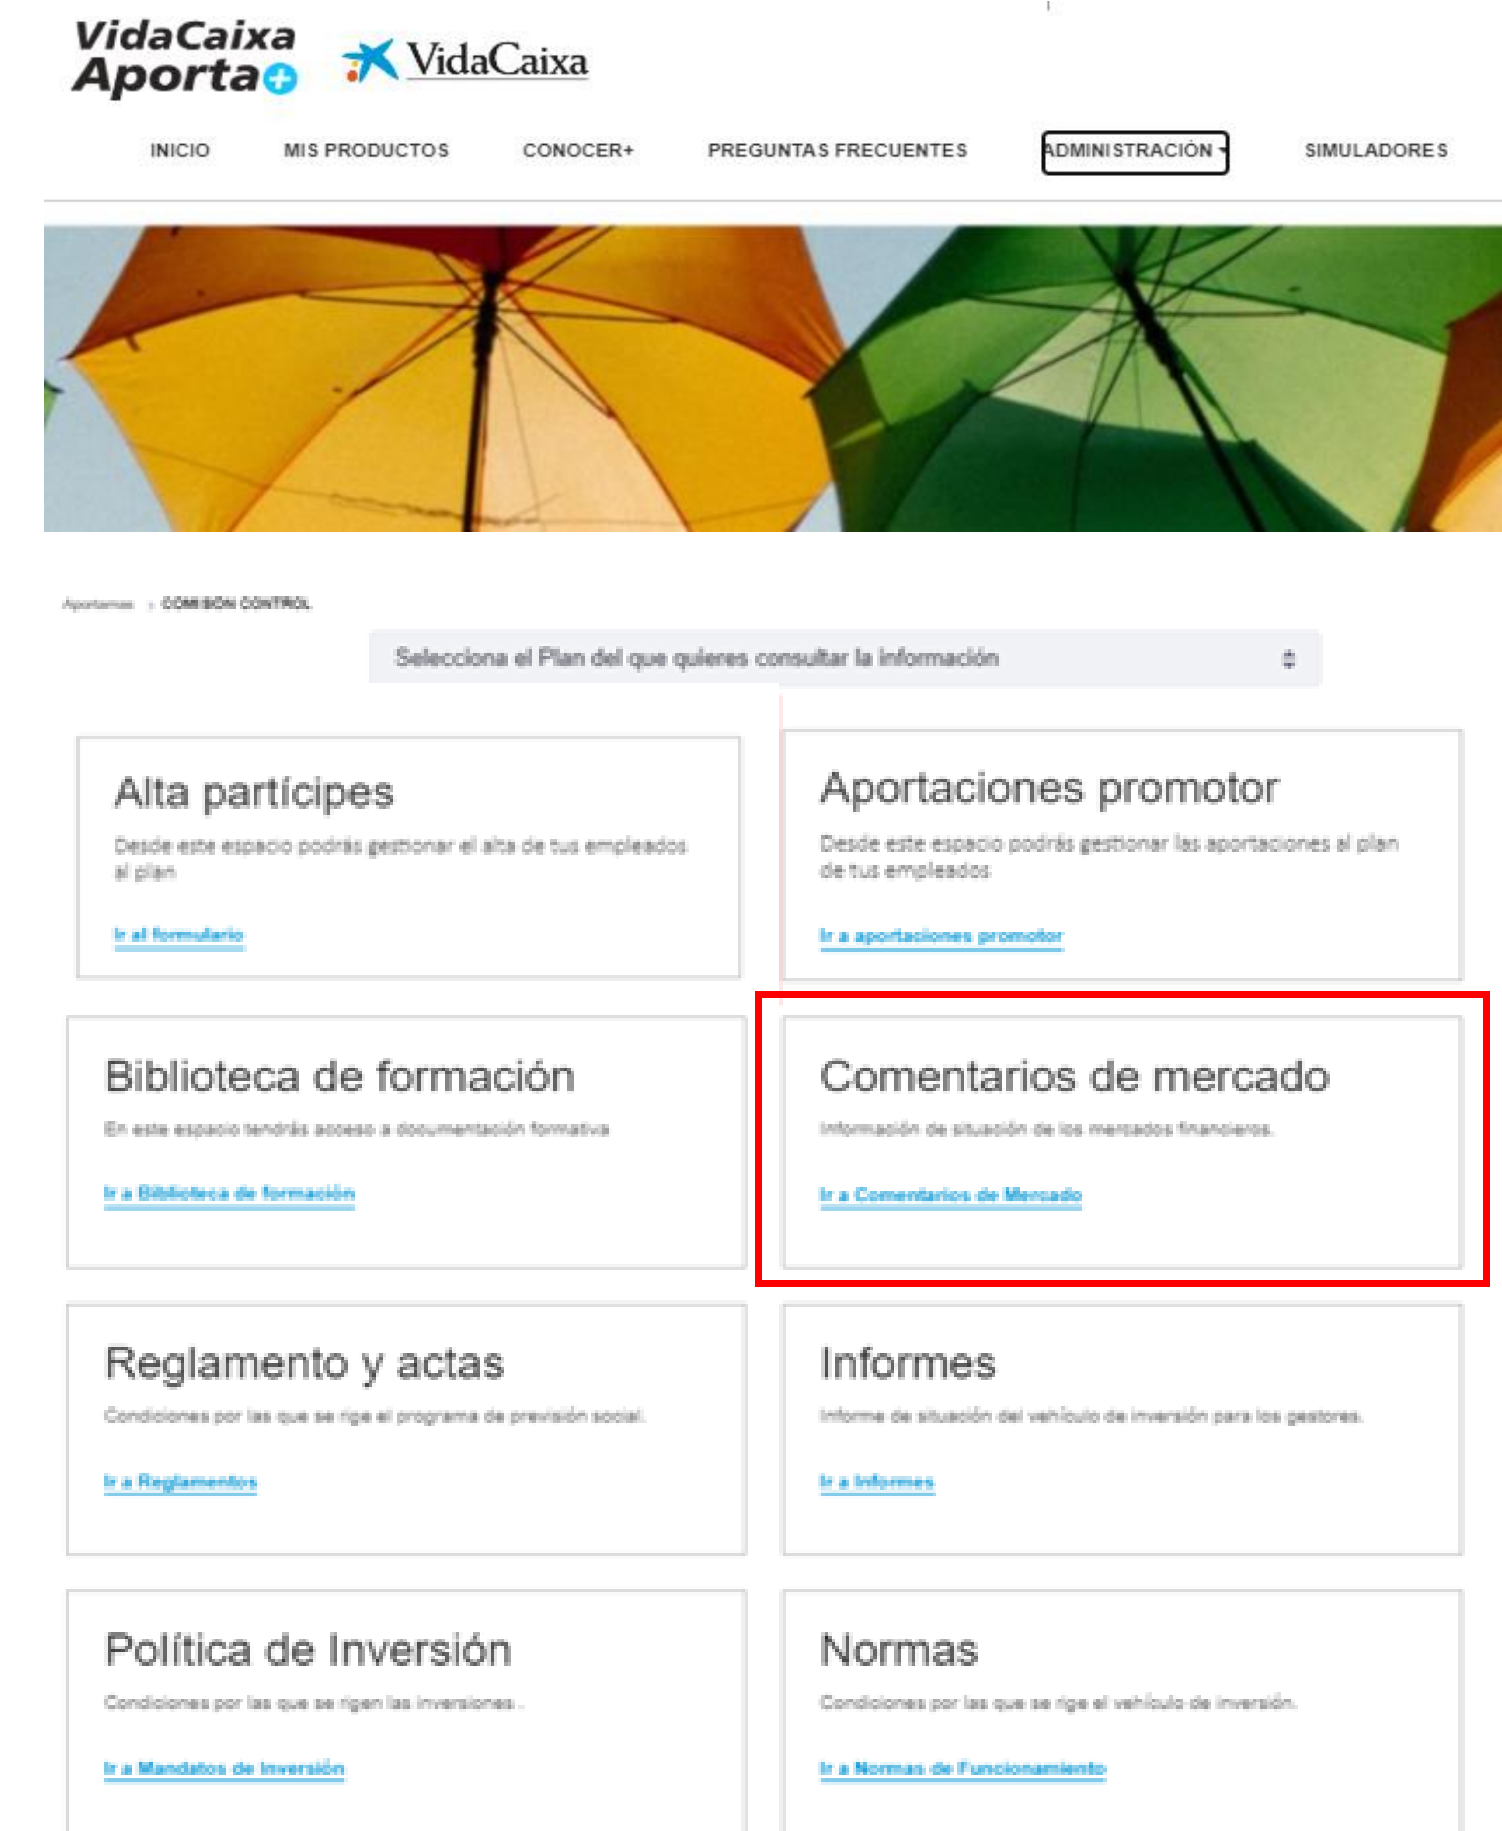 VidaCaixa
Aporta+
VidaCaixa
INICIO
MIS PRODUCTOS
CONOCER+
PREGUNTAS FRECUENTES
ADMINISTRACIÓN
SIMULADORES
Aportamas > COMISIÓN CONTROL
Selecciona el Plan del que quieres consultar la información
Alta partícipes
Desde este espacio podrás gestionar el alta de tus empleados
al plan
Ir al formulario
Aportaciones promotor
Desde este espacio podrás gestionar las aportaciones al plan
de tus empleados
Ir a aportaciones promotor
Biblioteca de formación
En este espacio tendrás acceso a documentación formativa
Ir a Biblioteca de formación
Comentarios de mercado
Información de situación de los mercados financieros.
Ir a Comentarios de Mercado
Reglamento y actas
Condiciones por las que se rige el programa de previsión social.
Ir a Reglamentos
Informes
Informe de situación del vehículo de inversión para los gestores.
Ir a Informes
Política de Inversión
Condiciones por las que se rigen las inversiones .
Ir a Mandatos de Inversión
Normas
Condiciones por las que se rige el vehículo de inversión.
Ir a Normas de Funcionamiento